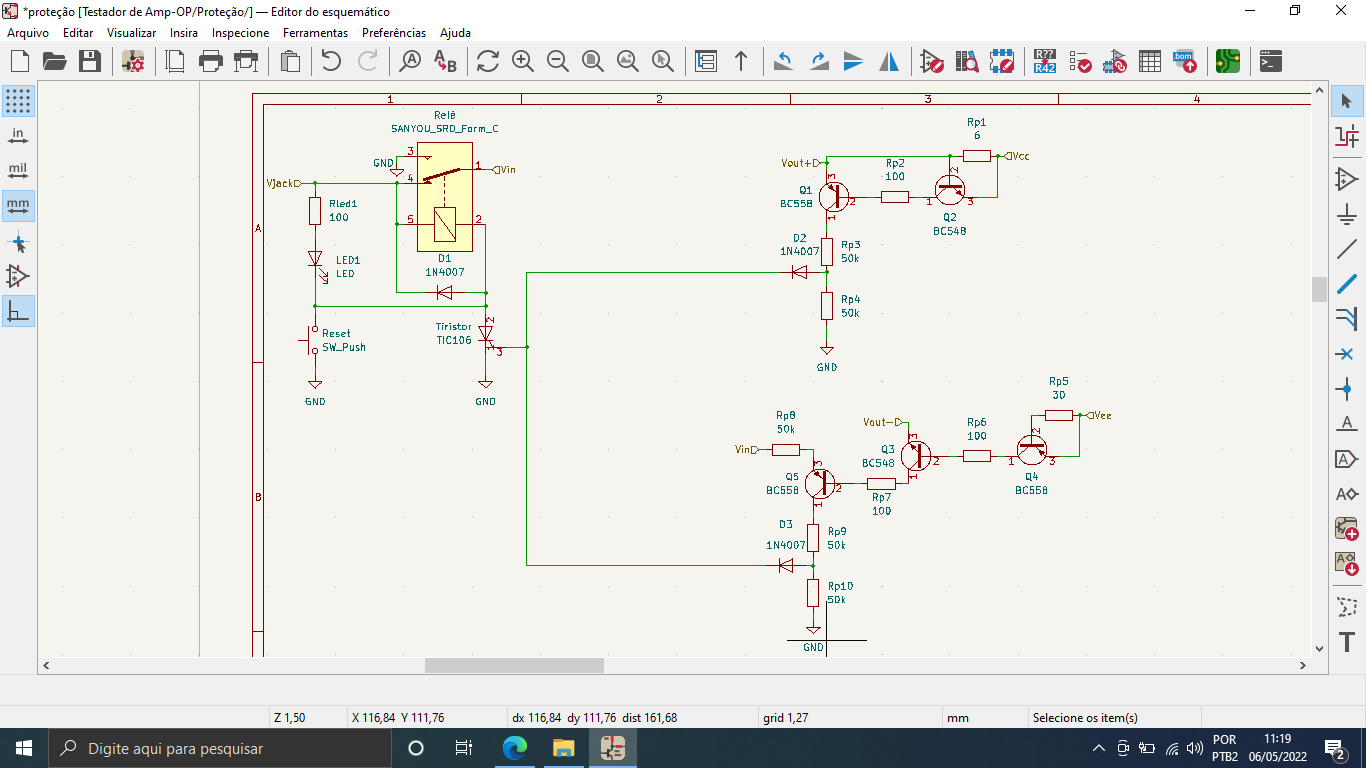 *proteção [Testador de Amp-OP/Proteção/] — Editor do esquemático
Arquivo Editar Visualizar Insira Inspecione Ferramentas Preferências Ajuda
R??
R42
bom
in
mil
mm
1 2 3 4
A
B
Relê
SANYOU_SRD_Form_C
GND
3
1
Vin
Vjack
4
5
2
Rled1
100
LED1
LED
D1
1N4007
Reset
SW_Push
GND
Tiristor
TIC106
2
3
GND
Rp1
6
Vcc
Vout+
Rp2
100
Q1
BC558
3
2
1
2
1
3
Q2
BC548
D2
1N4007
Rp3
50k
Rp4
50k
GND
Rp5
30
Vee
Rp8
50k
Vout−
Rp6
100
Vin
Q3
BC548
3
2
1
2
1
3
Q4
BC558
Q5
BC558
3
2
1
Rp7
100
D3
1N4007
Rp9
50k
Rp10
50k
GND
A
A
A
A
T
Z 1,50 X 116,84 Y 111,76 dx 116,84 dy 111,76 dist 161,68 grid 1,27 mm Selecione os item(s)
Digite aqui para pesquisar
POR
PTB2
11:19
06/05/2022
2